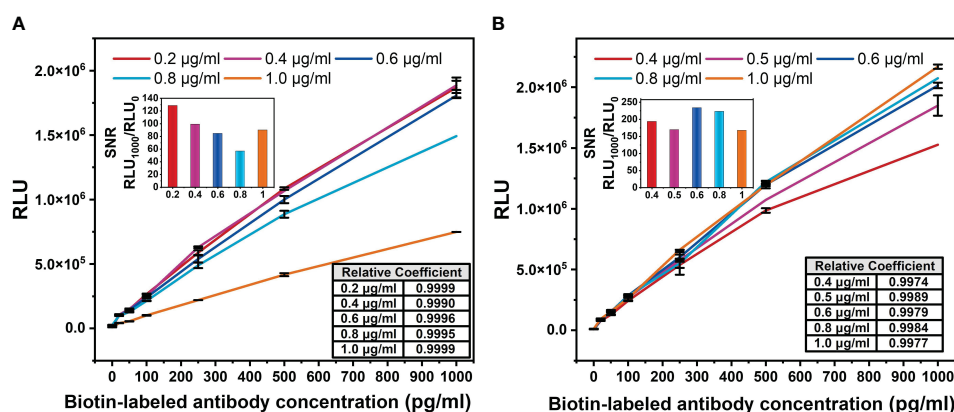 A
0.2 µg/ml 0.4 µg/ml 0.6 µg/ml
0.8 µg/ml 1.0 µg/ml
2.0×10⁶
1.5×10⁶
1.0×10⁶
5.0×10⁵
0.0
RLU
SNR
RLU₁₀₀₀/RLU₀
140
120
100
80
60
40
20
0
0.2 0.4 0.6 0.8 1
Relative Coefficient
0.2 µg/ml 0.9999
0.4 µg/ml 0.9990
0.6 µg/ml 0.9996
0.8 µg/ml 0.9995
1.0 µg/ml 0.9999
0 100 200 300 400 500 600 700 800 900 1000
Biotin-labeled antibody concentration (pg/ml)
B
0.4 µg/ml 0.5 µg/ml 0.6 µg/ml
0.8 µg/ml 1.0 µg/ml
2.0×10⁶
1.5×10⁶
1.0×10⁶
5.0×10⁵
0.0
RLU
SNR
RLU₁₀₀₀/RLU₀
250
200
150
100
50
0
0.4 0.5 0.6 0.8 1
Relative Coefficient
0.4 µg/ml 0.9974
0.5 µg/ml 0.9989
0.6 µg/ml 0.9979
0.8 µg/ml 0.9984
1.0 µg/ml 0.9977
0 100 200 300 400 500 600 700 800 900 1000
Biotin-labeled antibody concentration (pg/ml)